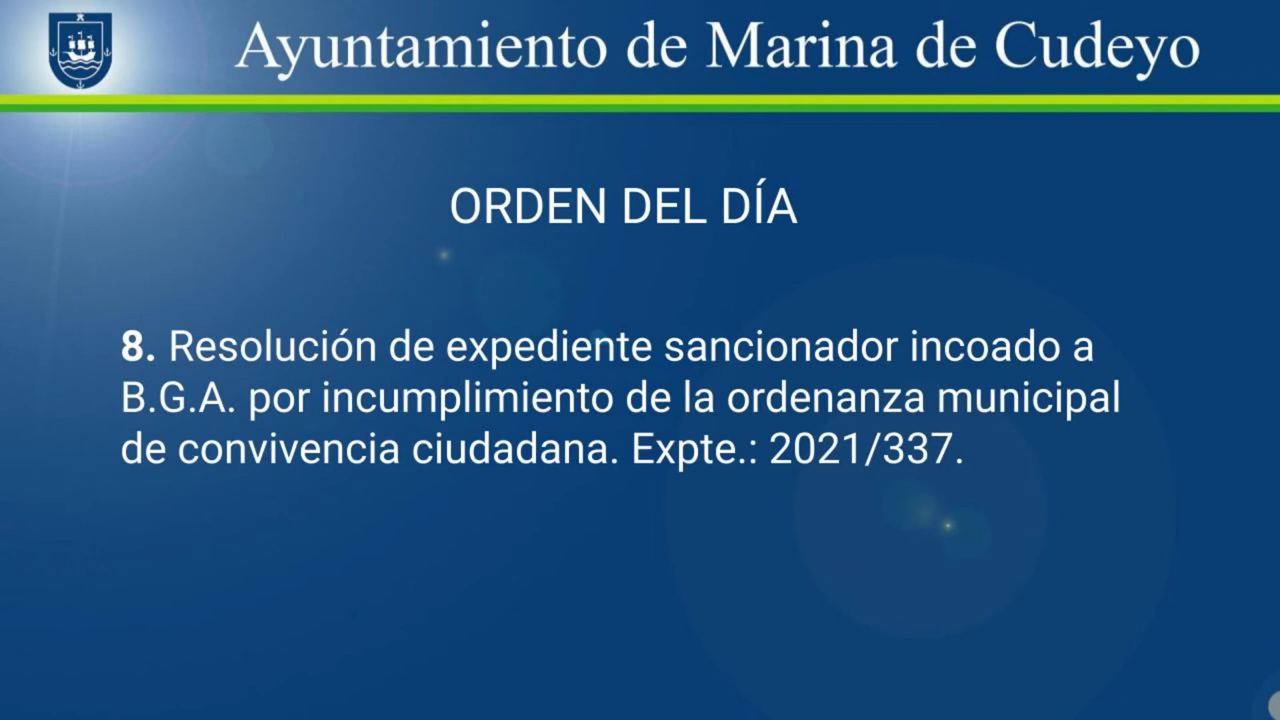 Ayuntamiento de Marina de Cudeyo
ORDEN DEL DÍA
8. Resolución de expediente sancionador incoado a
B.G.A. por incumplimiento de la ordenanza municipal
de convivencia ciudadana. Expte.: 2021/337.